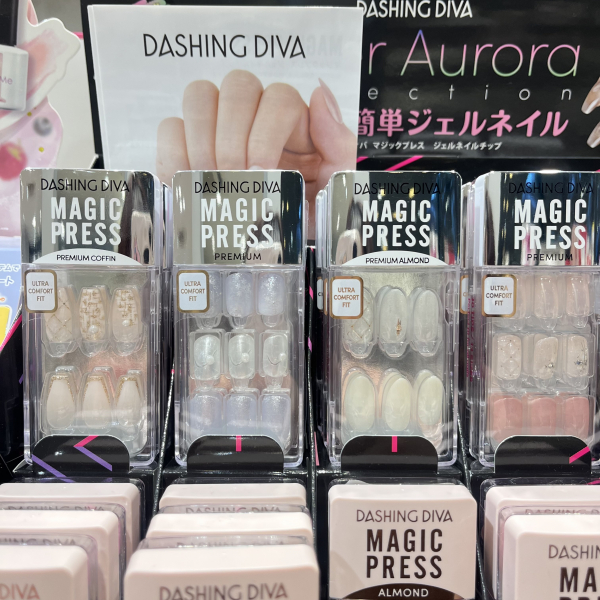 DASHING DIVA
DASHING DIVA
r Aurora
ection
簡単ジェルネイル
マジックプレス ジェルネイルチップ
DASHING DIVA
MAGIC
PRESS
PREMIUM COFFIN
ULTRA
COMFORT
FIT
DASHING DIVA
MAGIC
PRESS
PREMIUM
ULTRA
COMFORT
FIT
DASHING DIVA
MAGIC
PRESS
PREMIUM ALMOND
ULTRA
COMFORT
FIT
DASHING DIVA
MAGIC
PRESS
PREMIUM
ULTRA
COMFORT
FIT
DASHING DIVA
DASHING DIVA
MAGIC
PRESS
ALMOND
DASHING
MAGIC
PRESS